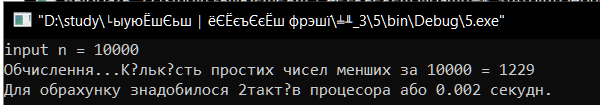 "D:\study\└ыуюЁшЄьш | ёЄЁєъЄєЁш фрэшї\╧╨_3\5\bin\Debug\5.exe"
input n = 10000
Обчислення...К?льк?сть простих чисел менших за 10000 = 1229
Для обрахунку знадобилося 2такт?в процесора або 0.002 секудн.